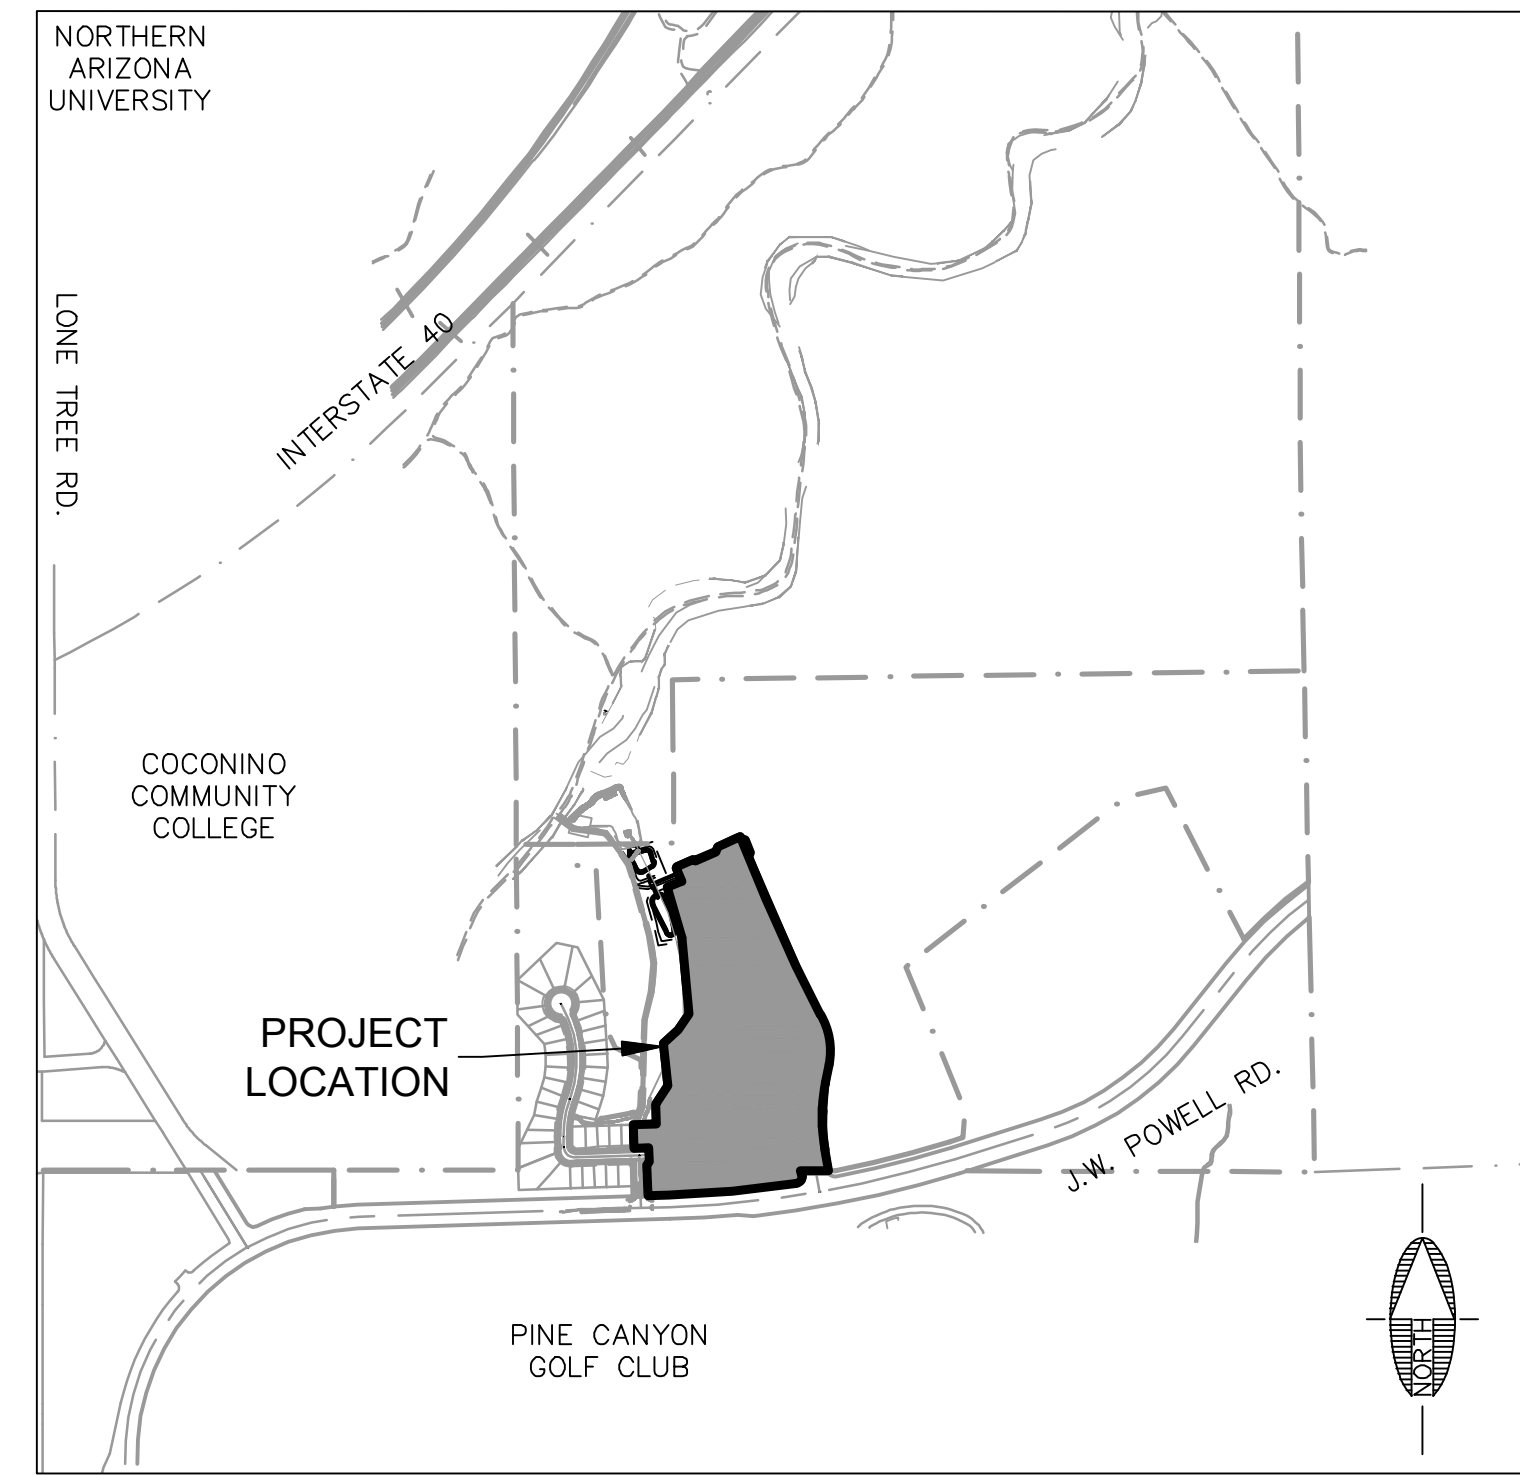 NORTHERN
ARIZONA
UNIVERSITY
LONE TREE RD.
INTERSTATE 40
COCONINO
COMMUNITY
COLLEGE
PROJECT
LOCATION
J.W. POWELL RD.
PINE CANYON
GOLF CLUB
NORTH